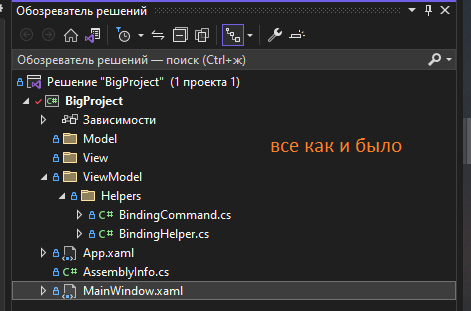 Обозреватель решений
Обозреватель решений — поиск (Ctrl+ж)
Решение "BigProject" (1 проекта 1)
BigProject
Зависимости
Model
View
ViewModel
Helpers
BindingCommand.cs
BindingHelper.cs
App.xaml
AssemblyInfo.cs
MainWindow.xaml
все как и было